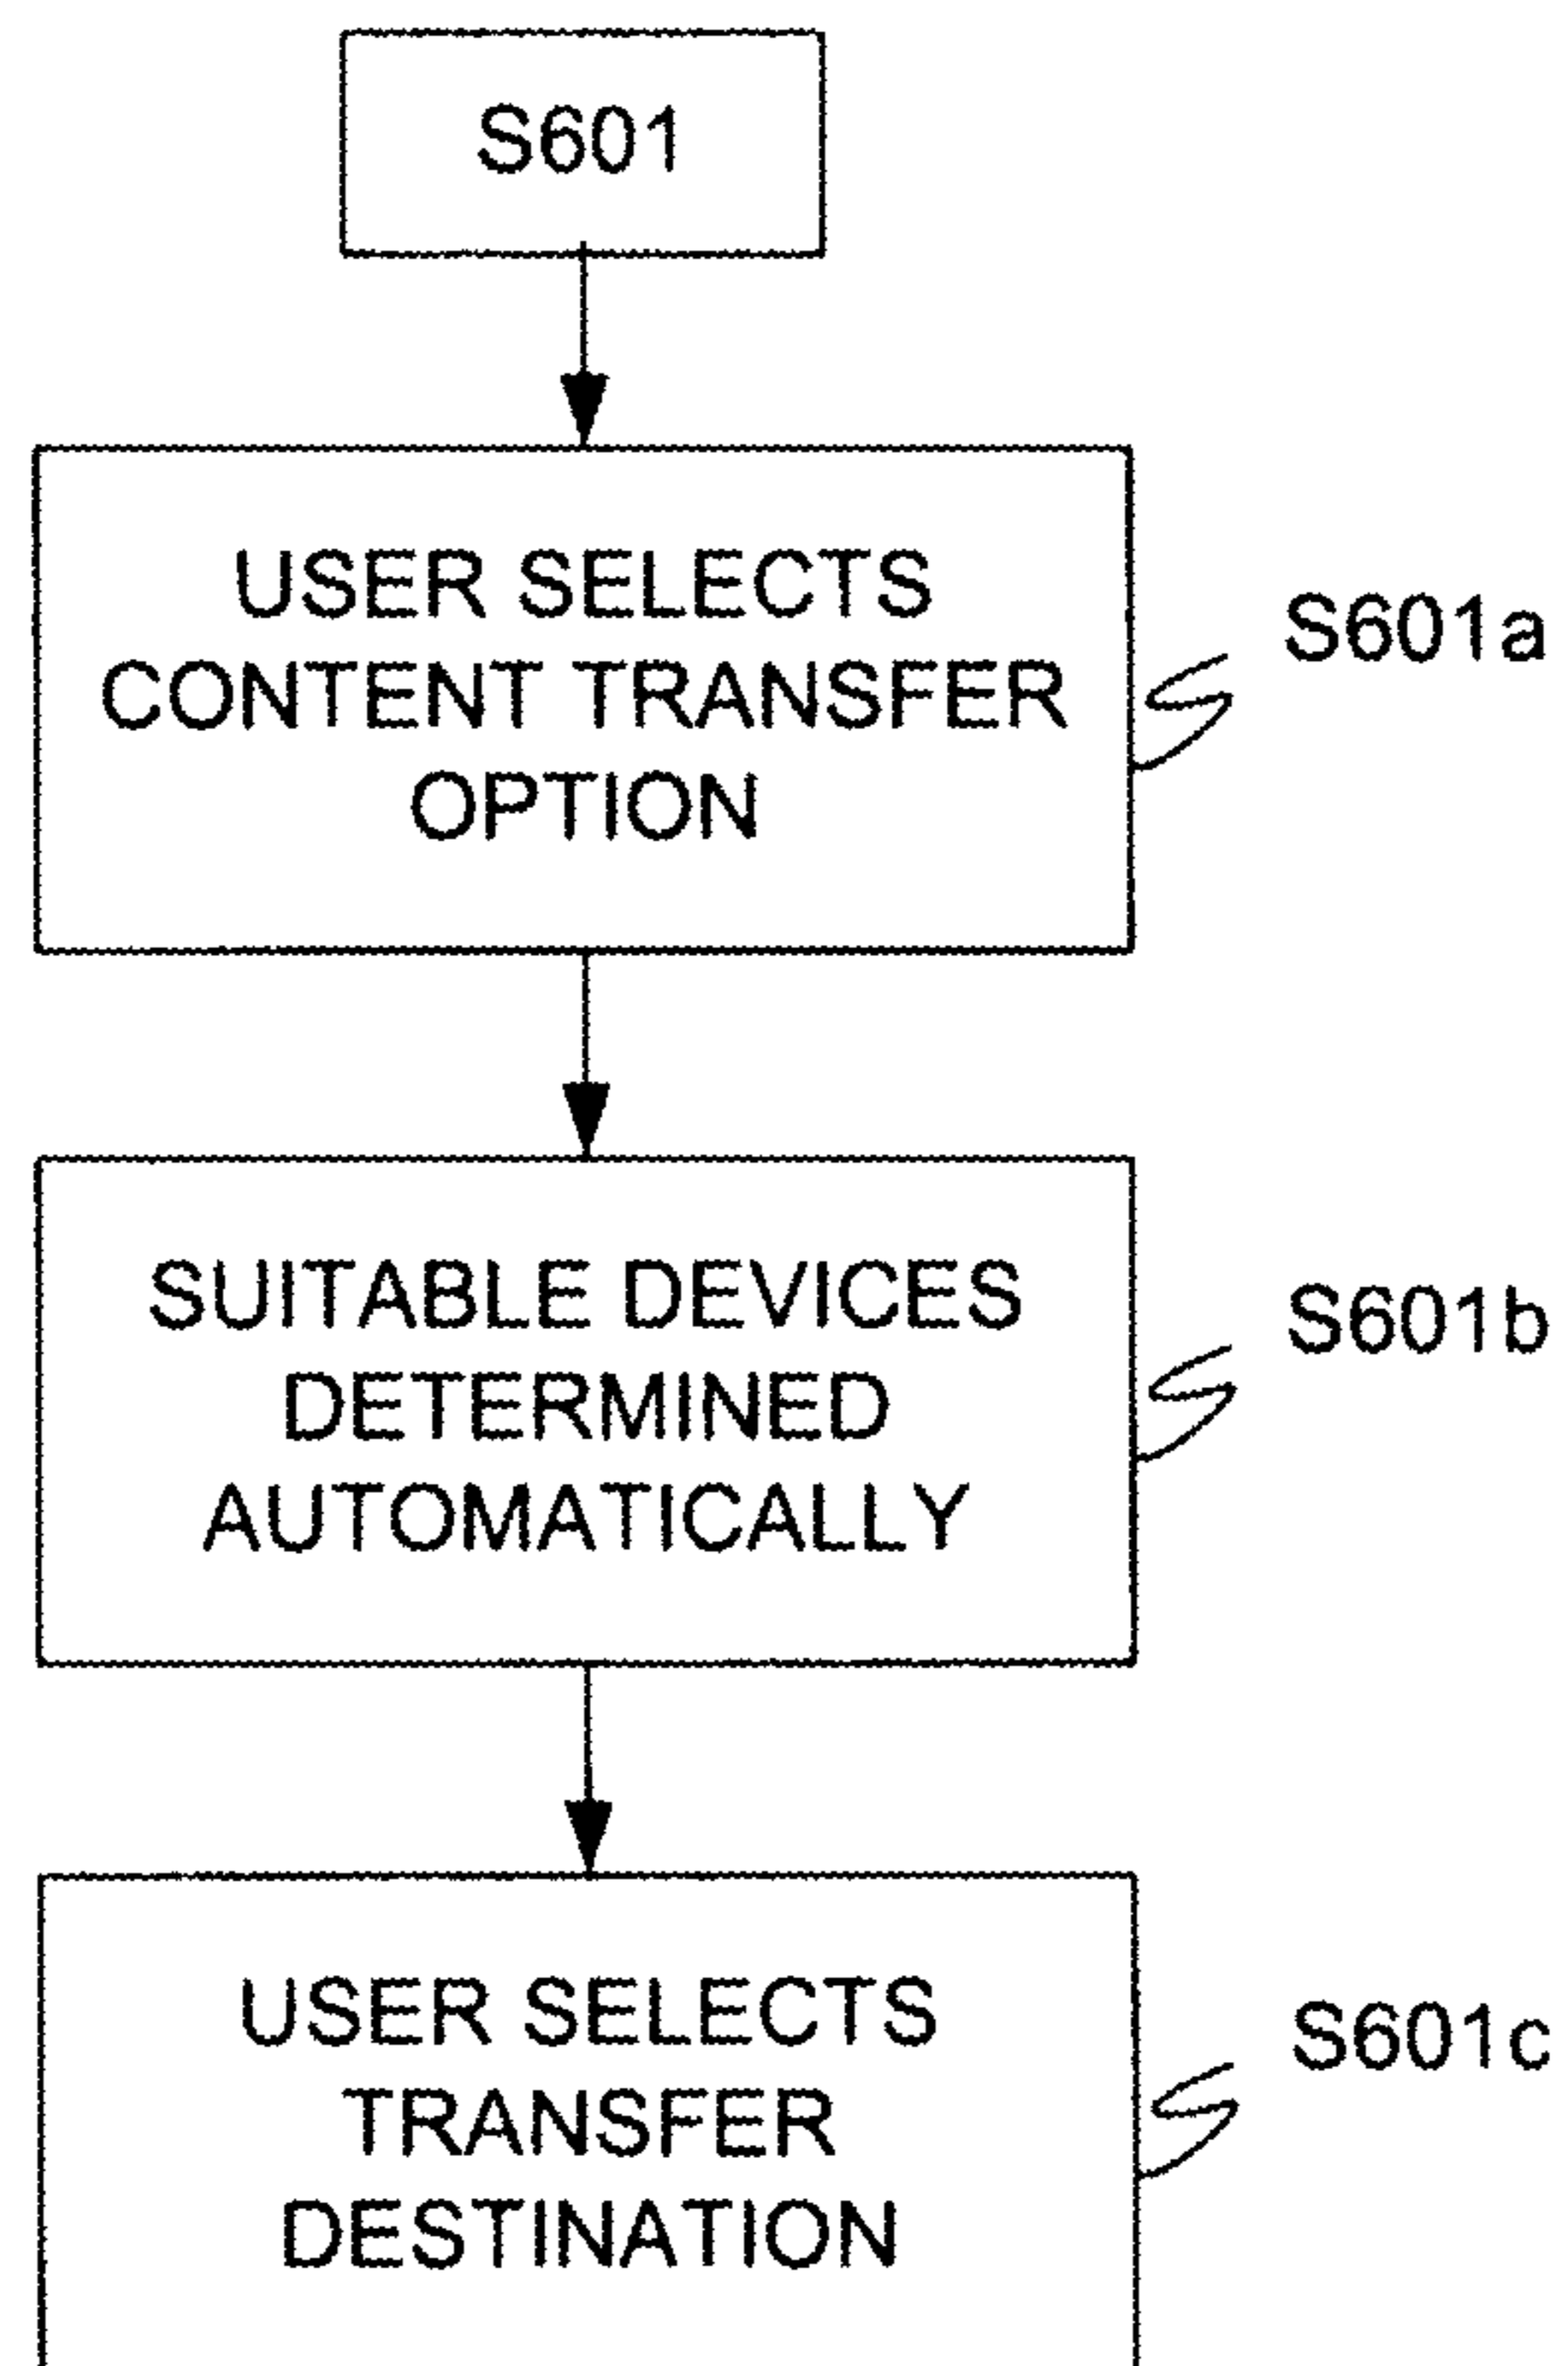 S601
USER SELECTS
CONTENT TRANSFER
OPTION
S601a
SUITABLE DEVICES
DETERMINED
AUTOMATICALLY
S601b
USER SELECTS
TRANSFER
DESTINATION
S601c